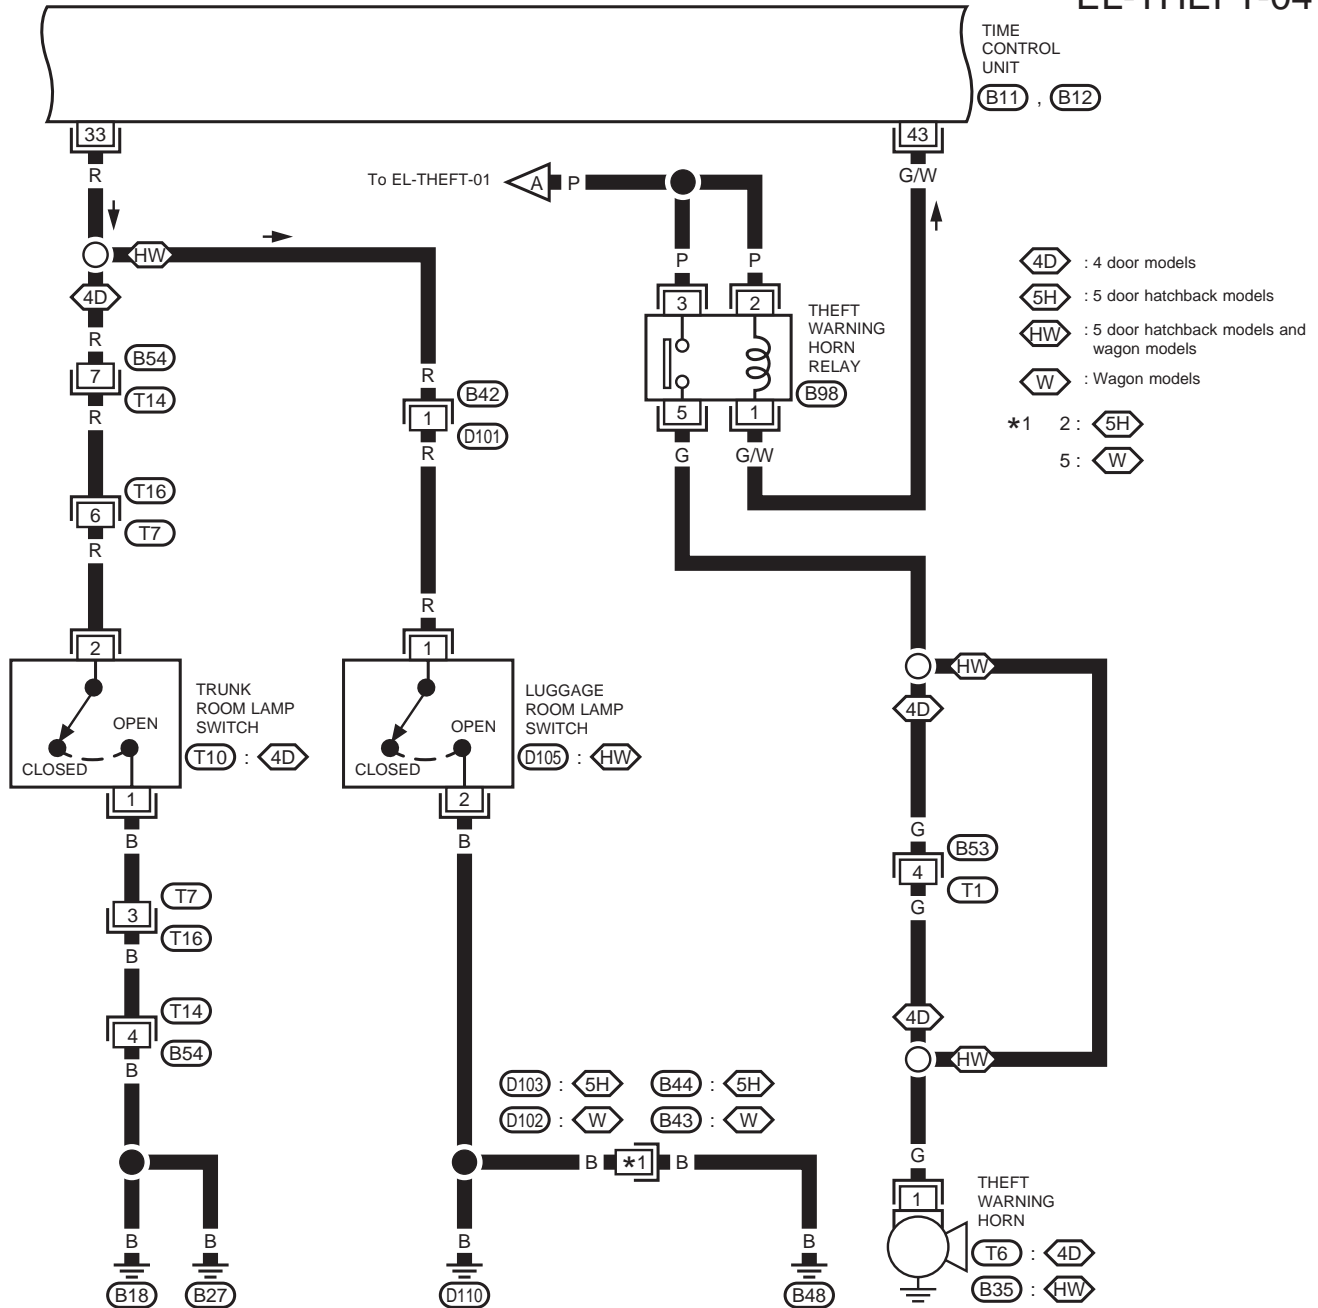 EL-THEFT-04
TIME
CONTROL
UNIT
B11 , B12
33
43
R
G/W
To EL-THEFT-01 A P
HW
4D
P P
3 2
THEFT
WARNING
HORN
RELAY
B98
5 1
G G/W
4D : 4 door models
5H : 5 door hatchback models
HW : 5 door hatchback models and
wagon models
W : Wagon models
*1 2 : 5H
5 : W
R
7
B54
T14
R
R
1
B42
D101
R
6
T16
T7
R
R
2
TRUNK
ROOM LAMP
SWITCH
T10 : 4D
OPEN
CLOSED
1
1
LUGGAGE
ROOM LAMP
SWITCH
D105 : HW
OPEN
CLOSED
2
B
B
3
T7
T16
B
4
T14
B54
B
HW
4D
G
4
B53
T1
G
4D
HW
D103 : 5H B44 : 5H
D102 : W B43 : W
B *1 B
G
1
THEFT
WARNING
HORN
T6 : 4D
B35 : HW
B B B B
B18 B27 D110 B48